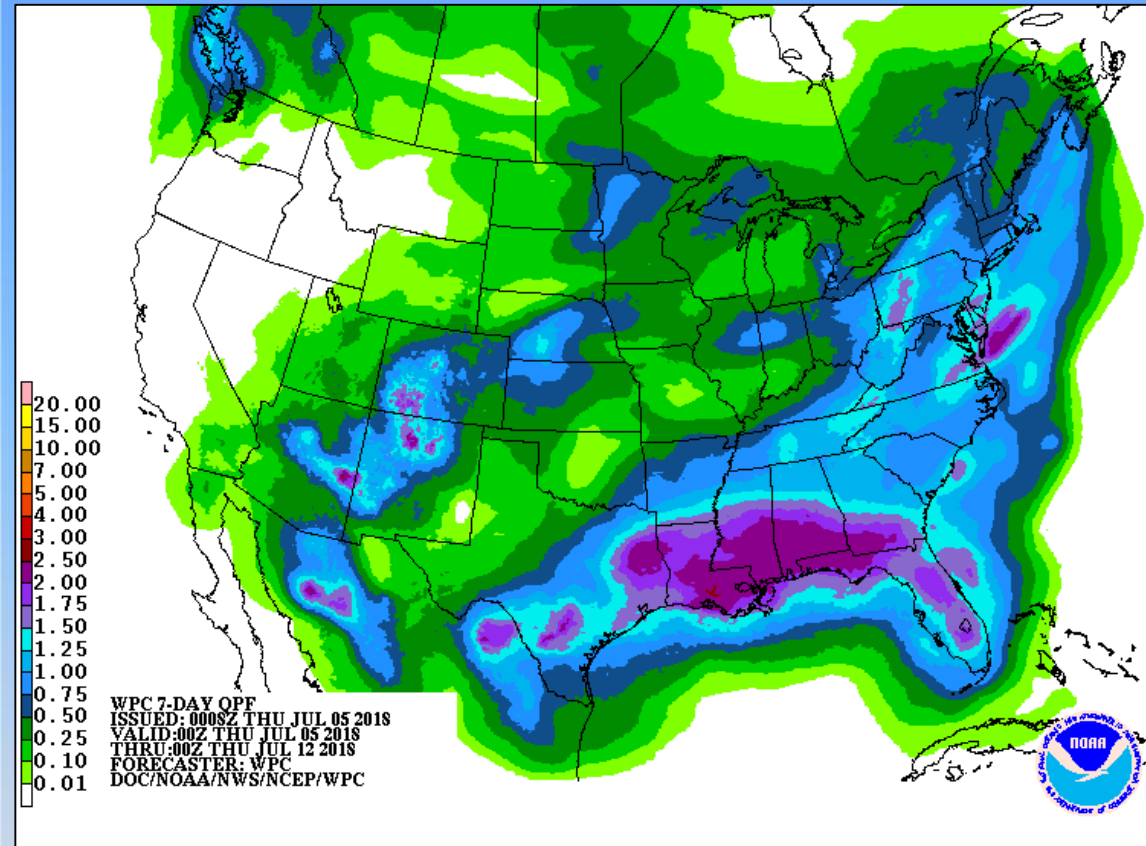 20.00
15.00
10.00
7.00
5.00
4.00
3.00
2.50
2.00
1.75
1.50
1.25
1.00
0.75
0.50
0.25
0.10
0.01
WPC 7-DAY QPF
ISSUED: 0008Z THU JUL 05 2018
VALID:00Z THU JUL 05 2018
THRU:00Z THU JUL 12 2018
FORECASTER: WPC
DOC/NOAA/NWS/NCEP/WPC
NOAA